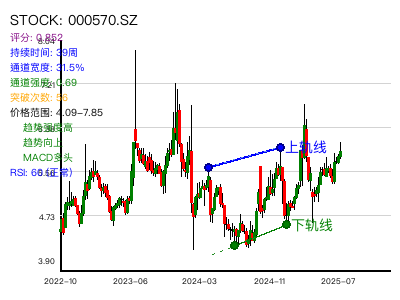 STOCK: 000570.SZ
评分: 0.852
持续时间: 39周
通道宽度: 31.5%
通道强度: 0.69
突破次数: 56
价格范围: 4.09-7.85
趋势强度高
趋势向上
MACD多头
RSI: 66 (正常)
上轨线
下轨线
4.73
3.90
2022-10
2023-06
2024-03
2024-11
2025-07